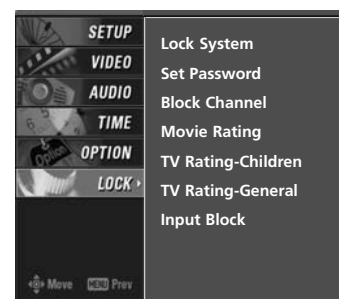 SETUP
VIDEO
AUDIO
TIME
OPTION
LOCK
Move MENU Prev
Lock System
Set Password
Block Channel
Movie Rating
TV Rating-Children
TV Rating-General
Input Block